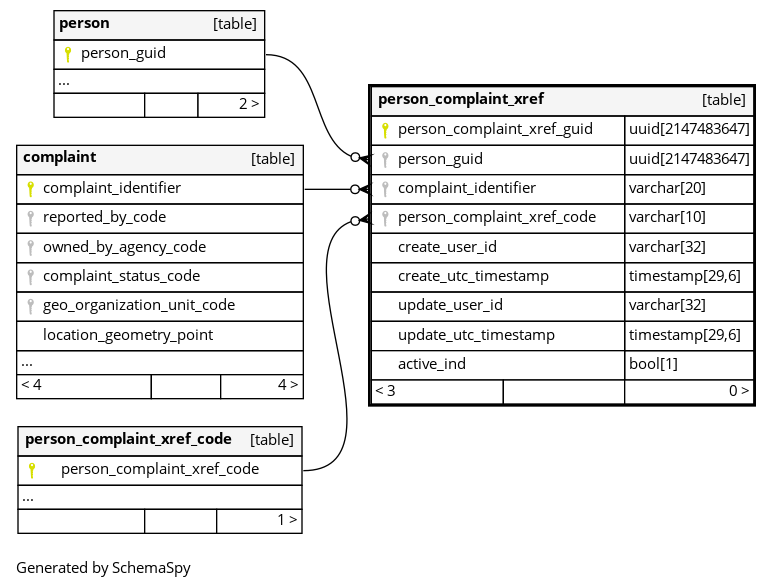 person [table]
person_guid
...
2 >
complaint [table]
complaint_identifier
reported_by_code
owned_by_agency_code
complaint_status_code
geo_organization_unit_code
location_geometry_point
...
< 4 4 >
person_complaint_xref_code [table]
person_complaint_xref_code
...
1 >
person_complaint_xref [table]
person_complaint_xref_guid uuid[2147483647]
person_guid uuid[2147483647]
complaint_identifier varchar[20]
person_complaint_xref_code varchar[10]
create_user_id varchar[32]
create_utc_timestamp timestamp[29,6]
update_user_id varchar[32]
update_utc_timestamp timestamp[29,6]
active_ind bool[1]
< 3 0 >
Generated by SchemaSpy